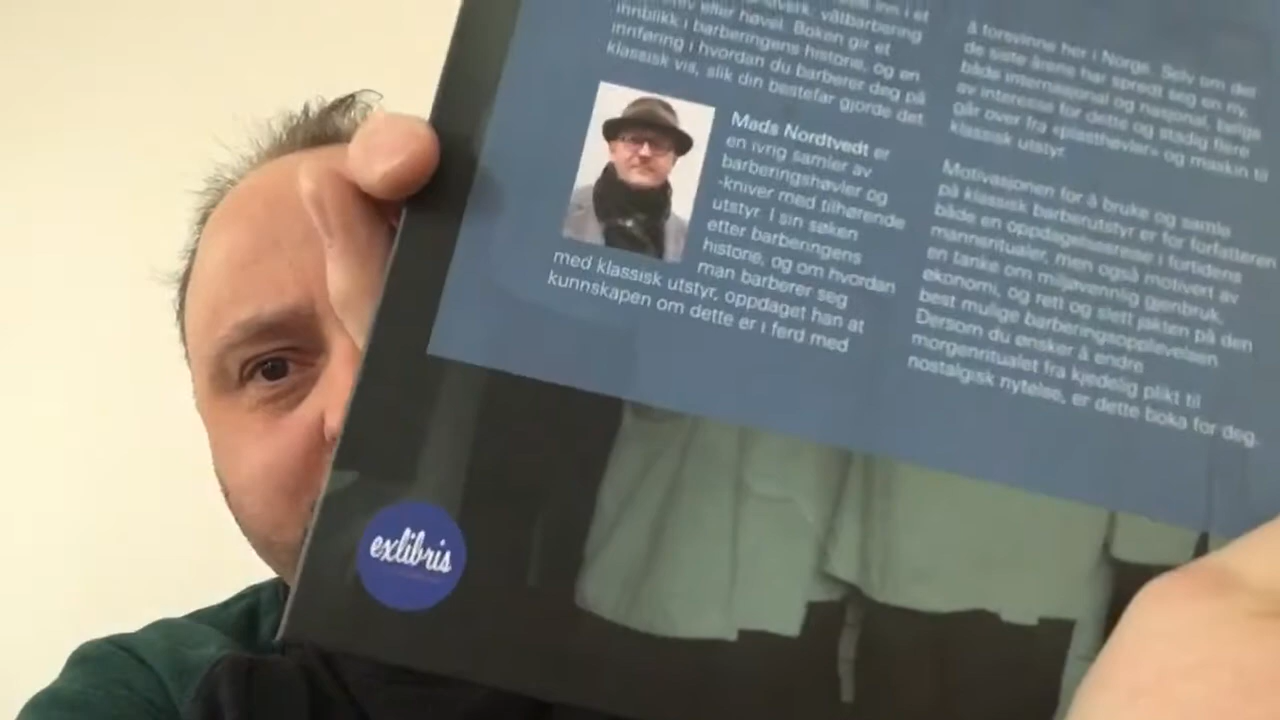 eller høvel. Boken gir et
innblikk i barberingens historie, og en
innføring i hvordan du barberer deg på
klassisk vis, slik din bestefar gjorde det.
Mads Nordtvedt er
en ivrig samler av
barberingshøvler og
-kniver med tilhørende
utstyr. I sin søken
etter barberingens
historie, og om hvordan
man barberer seg
med klassisk utstyr, oppdaget han at
kunnskapen om dette er i ferd med
å forsvinne her i Norge. Selv om det
de siste årene har spredt seg en ny,
både internasjonal og nasjonal, bølge
av interesse for dette og stadig flere
går over fra «plasthøvler» og maskin til
klassisk utstyr.
Motivasjonen for å bruke og samle
på klassisk barberutstyr er for forfatteren
både en oppdagelsesreise i fortidens
mannsritualer, men også motivert av
en tanke om miljøvennlig gjenbruk,
økonomi, og rett og slett jakten på den
best mulige barberingsopplevelsen
Dersom du ønsker å endre
morgenritualet fra kjedelig plikt til
nostalgisk nytelse, er dette boka for deg.
exlibris